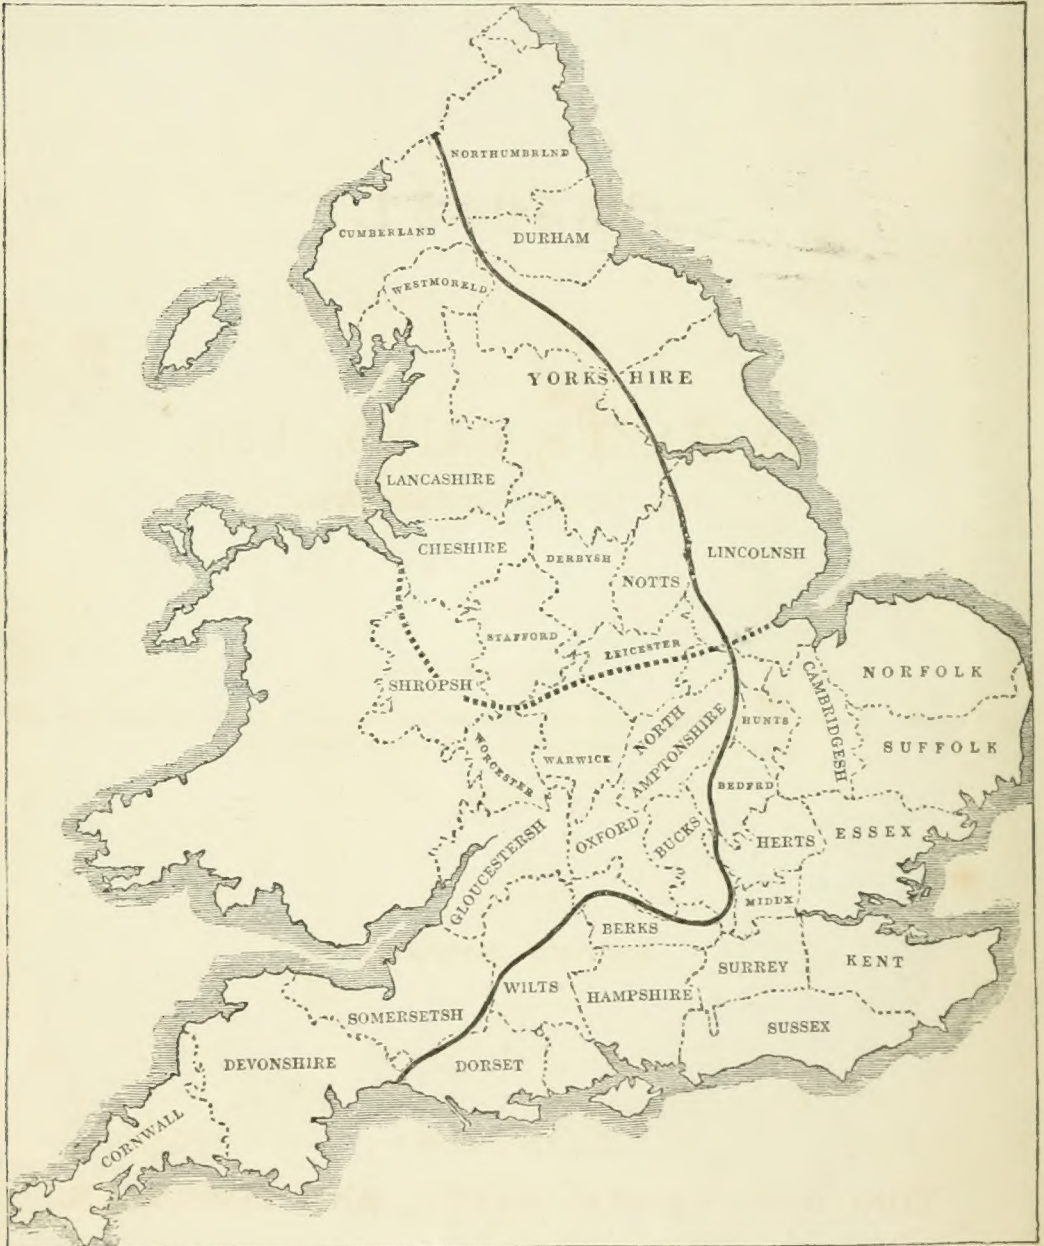 NORTHUMBRLND
CUMBERLAND
DURHAM
WESTMORELD
YORKSHIRE
LANCASHIRE
CHESHIRE
DERBYSH
LINCOLNSH
NOTTS
STAFFORD
LEICESTER
SHROPSH
NORFOLK
CAMBRIDGESH
HUNTS
NORTH
AMPTONSHIRE
SUFFOLK
WORCESTER
WARWICK
BEDFRD
ESSEX
HERTS
BUCKS
OXFORD
GLOUCESTERSH
MIDDX
BERKS
KENT
SURREY
WILTS
HAMPSHIRE
SOMERSETSH
SUSSEX
DEVONSHIRE
DORSET
CORNWALL